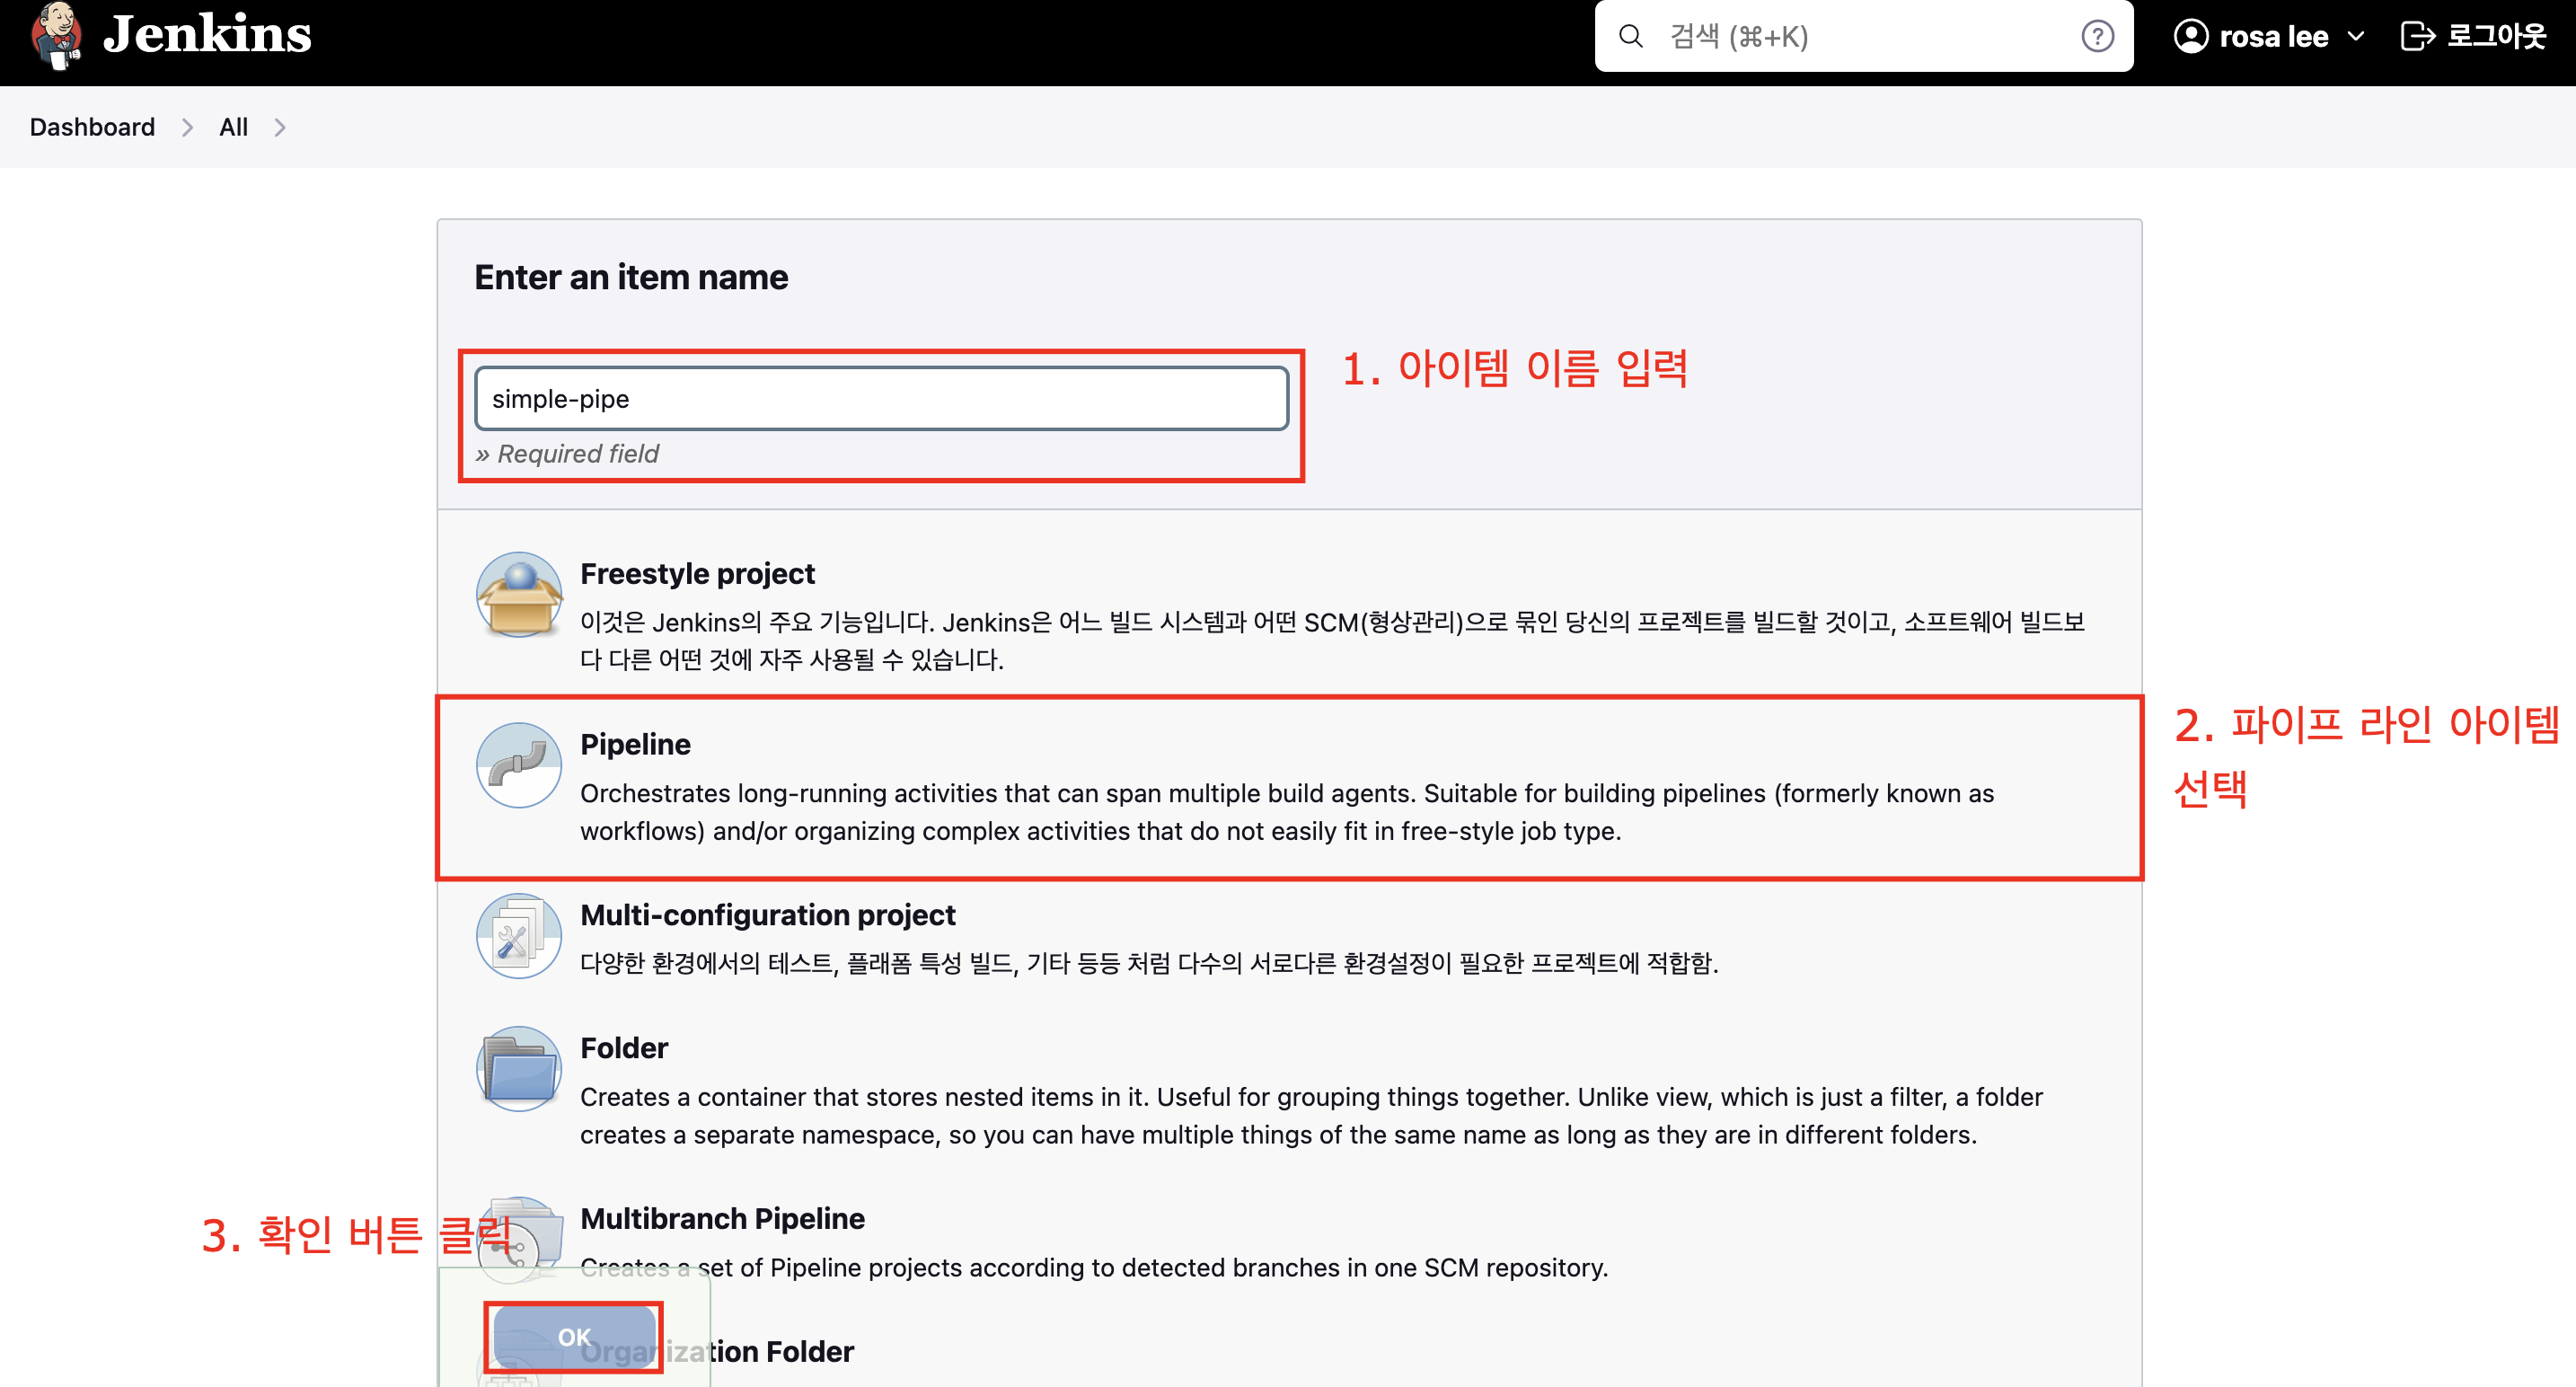 Jenkins
검색 (⌘+K)
?
rosa lee
로그아웃
Dashboard
All
Enter an item name
simple-pipe
1. 아이템 이름 입력
» Required field
Freestyle project
이것은 Jenkins의 주요 기능입니다. Jenkins은 어느 빌드 시스템과 어떤 SCM(형상관리)으로 묶인 당신의 프로젝트를 빌드할 것이고, 소프트웨어 빌드보
다 다른 어떤 것에 자주 사용될 수 있습니다.
Pipeline
Orchestrates long-running activities that can span multiple build agents. Suitable for building pipelines (formerly known as
workflows) and/or organizing complex activities that do not easily fit in free-style job type.
2. 파이프 라인 아이템
선택
Multi-configuration project
다양한 환경에서의 테스트, 플래폼 특성 빌드, 기타 등등 처럼 다수의 서로다른 환경설정이 필요한 프로젝트에 적합함.
Folder
Creates a container that stores nested items in it. Useful for grouping things together. Unlike view, which is just a filter, a folder
creates a separate namespace, so you can have multiple things of the same name as long as they are in different folders.
Multibranch Pipeline
3. 확인 버튼 클릭
Creates a set of Pipeline projects according to detected branches in one SCM repository.
OK
Organization Folder